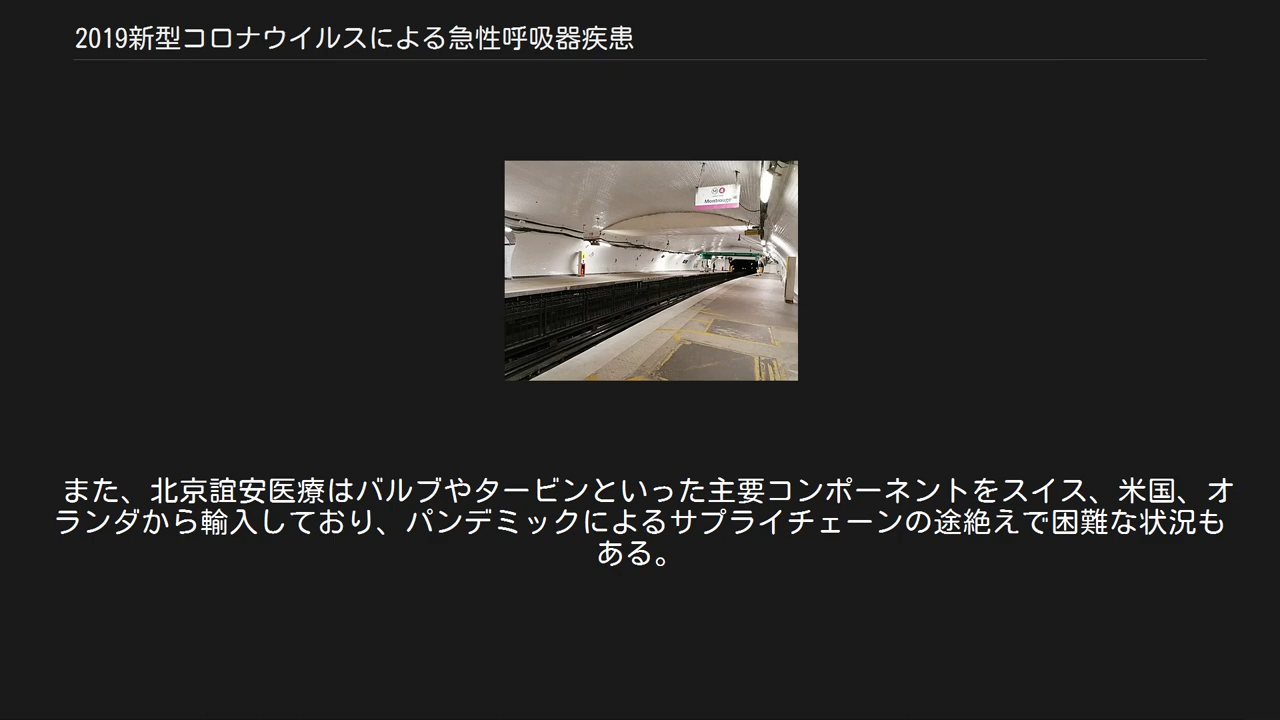 2019新型コロナウイルスによる急性呼吸器疾患
M 4
Montrouge
また、北京誼安医療はバルブやタービンといった主要コンポーネントをスイス、米国、オ
ランダから輸入しており、パンデミックによるサプライチェーンの途絶えで困難な状況も
ある。